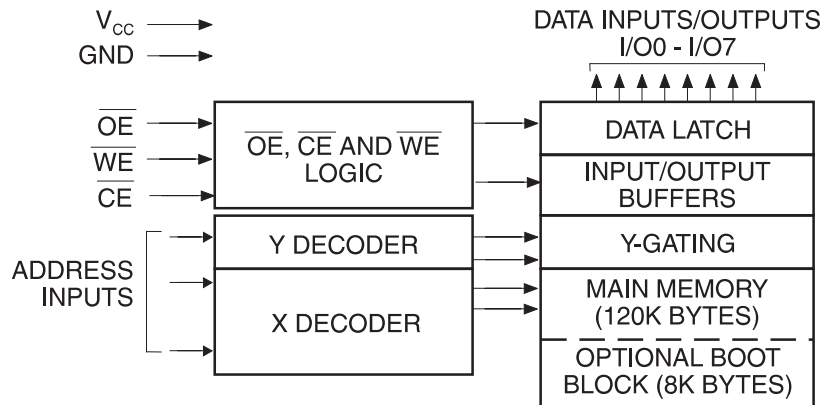 V_CC
GND
OE
WE
CE
ADDRESS
INPUTS
OE, CE AND WE
LOGIC
Y DECODER
X DECODER
DATA INPUTS/OUTPUTS
I/O0 - I/O7
DATA LATCH
INPUT/OUTPUT
BUFFERS
Y-GATING
MAIN MEMORY
(120K BYTES)
OPTIONAL BOOT
BLOCK (8K BYTES)